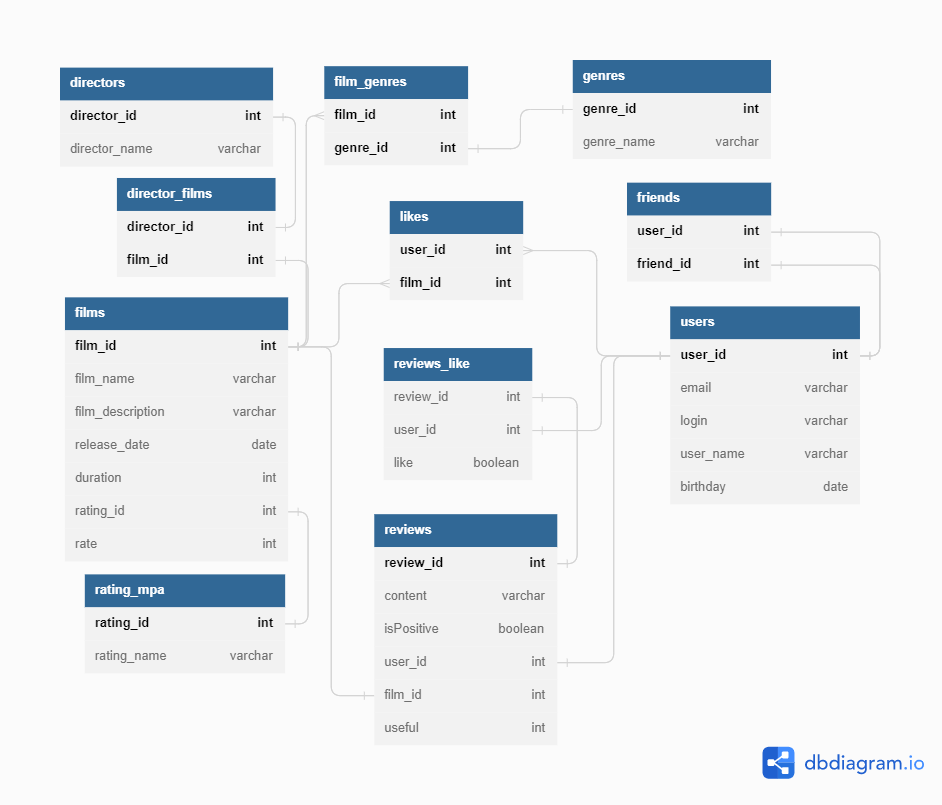 directors
director_id int
director_name varchar
film_genres
film_id int
genre_id int
genres
genre_id int
genre_name varchar
director_films
director_id int
film_id int
likes
user_id int
film_id int
friends
user_id int
friend_id int
films
film_id int
film_name varchar
film_description varchar
release_date date
duration int
rating_id int
rate int
reviews_like
review_id int
user_id int
like boolean
users
user_id int
email varchar
login varchar
user_name varchar
birthday date
rating_mpa
rating_id int
rating_name varchar
reviews
review_id int
content varchar
isPositive boolean
user_id int
film_id int
useful int
dbdiagram.io